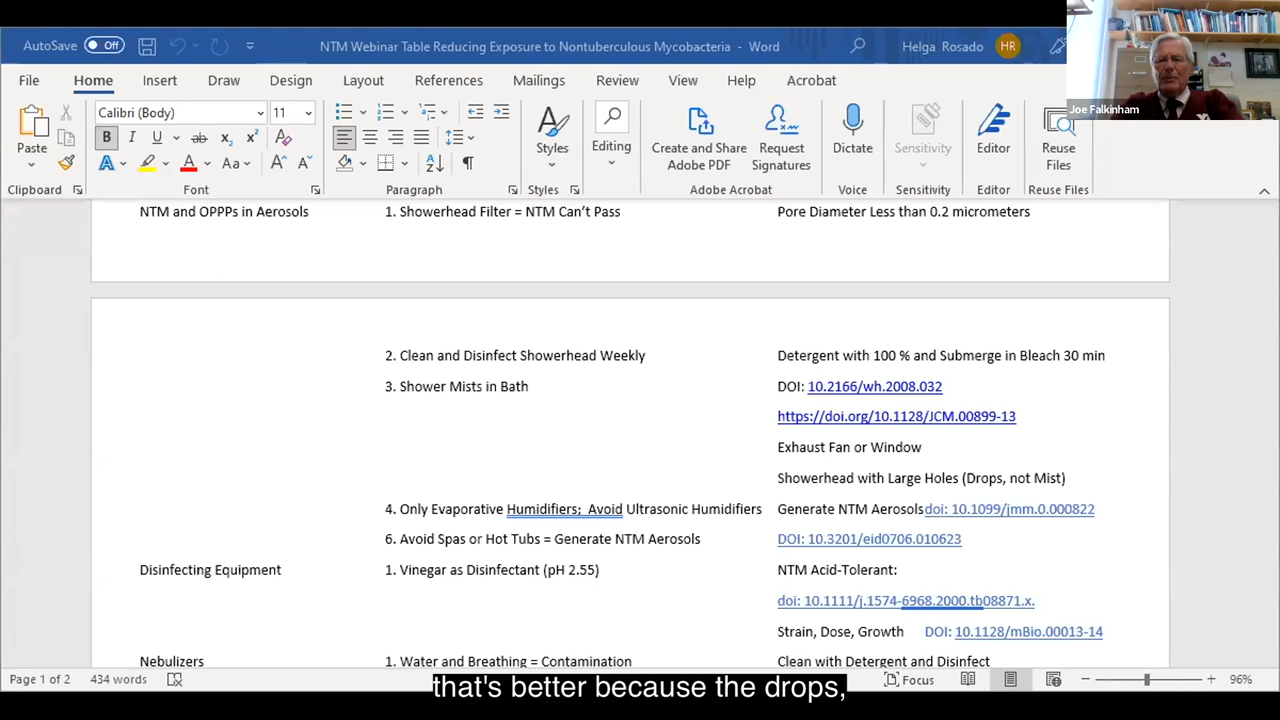 AutoSave Off
NTM Webinar Table Reducing Exposure to Nontuberculous Mycobacteria - Word
Helga Rosado HR
Joe Falkinham
File Home Insert Draw Design Layout References Mailings Review View Help Acrobat
Calibri (Body) 11
Paste
B I U ab x₂ x²
A A Aa A A
Styles
Editing
Create and Share Adobe PDF
Request Signatures
Dictate
Sensitivity
Editor
Reuse Files
Clipboard Font Paragraph Styles Adobe Acrobat Voice Sensitivity Editor Reuse Files
NTM and OPPPs in Aerosols 1. Showerhead Filter = NTM Can't Pass Pore Diameter Less than 0.2 micrometers
2. Clean and Disinfect Showerhead Weekly Detergent with 100 % and Submerge in Bleach 30 min
3. Shower Mists in Bath DOI: 10.2166/wh.2008.032
https://doi.org/10.1128/JCM.00899-13
Exhaust Fan or Window
Showerhead with Large Holes (Drops, not Mist)
4. Only Evaporative Humidifiers; Avoid Ultrasonic Humidifiers Generate NTM Aerosolsdoi: 10.1099/jmm.0.000822
6. Avoid Spas or Hot Tubs = Generate NTM Aerosols DOI: 10.3201/eid0706.010623
Disinfecting Equipment 1. Vinegar as Disinfectant (pH 2.55) NTM Acid-Tolerant:
doi: 10.1111/j.1574-6968.2000.tb08871.x.
Strain, Dose, Growth DOI: 10.1128/mBio.00013-14
Nebulizers 1. Water and Breathing = Contamination Clean with Detergent and Disinfect
Page 1 of 2 434 words Focus 96%
that's better because the drops,